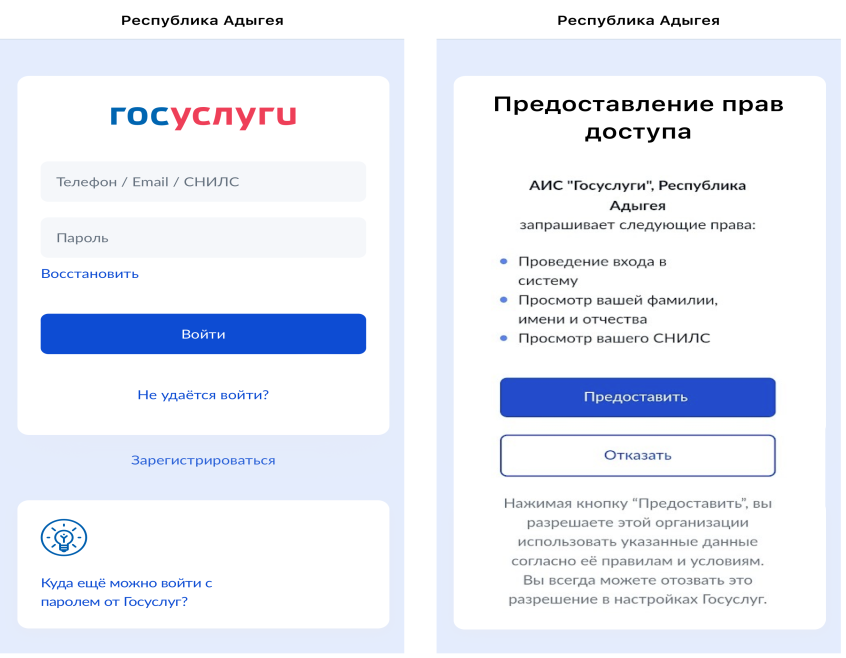 Республика Адыгея
госуслуги
Телефон / Email / СНИЛС
Пароль
Восстановить
Войти
Не удаётся войти?
Зарегистрироваться
Куда ещё можно войти с
паролем от Госуслуг?
Республика Адыгея
Предоставление прав
доступа
АИС "Госуслуги", Республика
Адыгея
запрашивает следующие права:
Проведение входа в
систему
Просмотр вашей фамилии,
имени и отчества
Просмотр вашего СНИЛС
Предоставить
Отказать
Нажимая кнопку “Предоставить”, вы
разрешаете этой организации
использовать указанные данные
согласно её правилам и условиям.
Вы всегда можете отозвать это
разрешение в настройках Госуслуг.